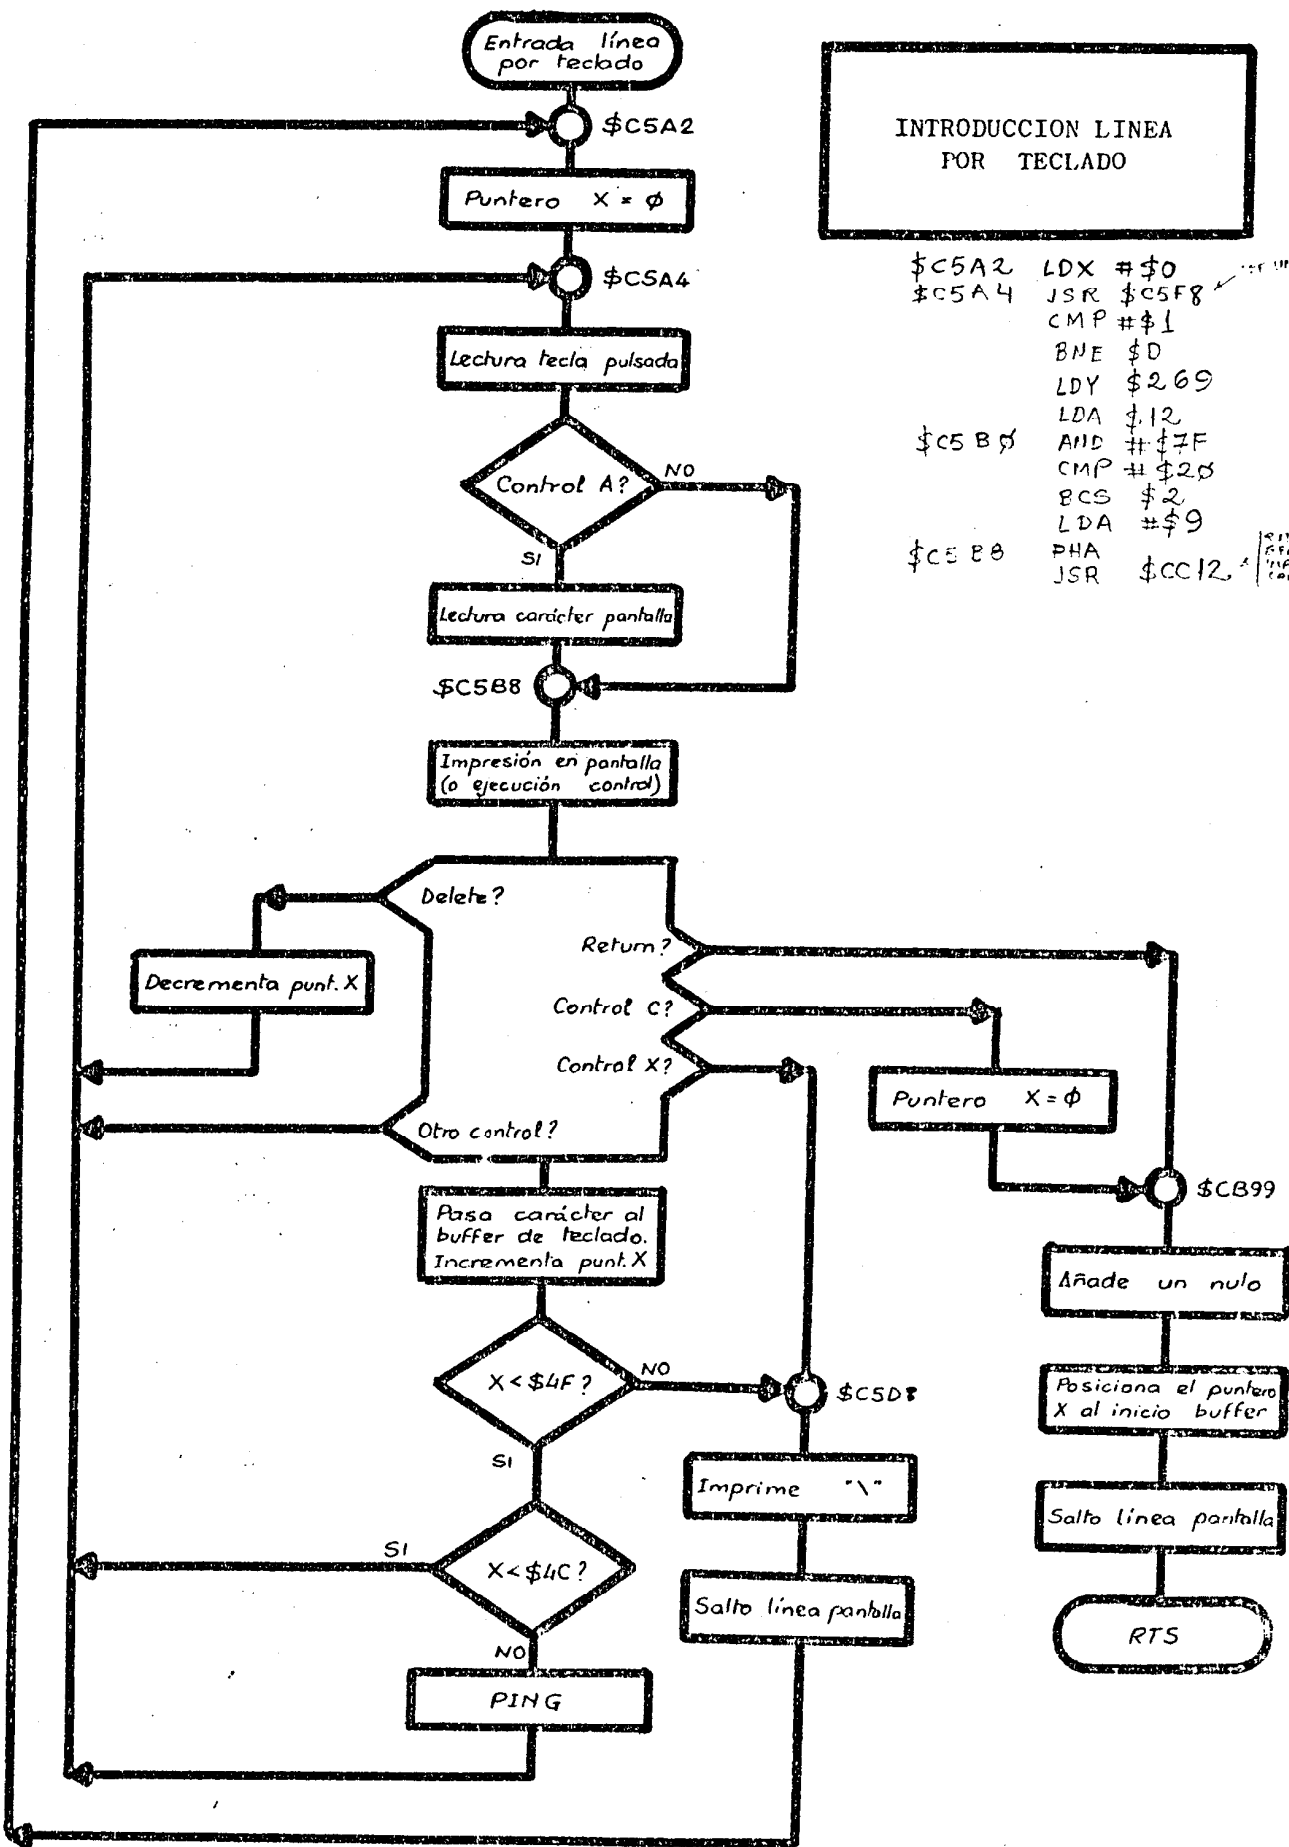 Entrada línea
por teclado
$C5A2
INTRODUCCION LINEA
POR TECLADO
Puntero X = ϕ
$C5A4
$C5A2 LDX #$0
$C5A4 JSR $C5F8
CMP #$1
BNE $D
LDY $269
LDA $12
$C5BØ AND #$7F
CMP #$2Ø
BCS $2
LDA #$9
$C5B8 PHA
JSR $CC12
Lectura tecla pulsada
Control A?
NO
SI
Lectura carácter pantalla
$C5B8
Impresión en pantalla
(o ejecución control)
Delete?
Return?
Decrementa punt. X
Control C?
Control X?
Puntero X = ϕ
Otro control?
$CB99
Pasa carácter al
buffer de teclado.
Incrementa punt. X
Añade un nulo
X < $4F?
NO
$C5D8
SI
Posiciona el puntero
X al inicio buffer
Imprime "\"
X < $4C?
SI
NO
Salto línea pantalla
Salto línea pantalla
RTS
PING